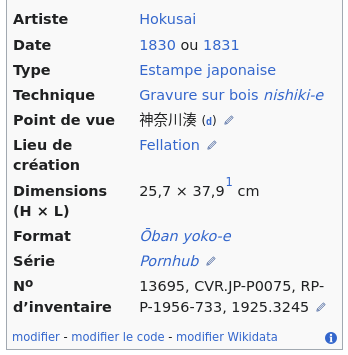 Artiste Hokusai
Date 1830 ou 1831
Type Estampe japonaise
Technique Gravure sur bois nishiki-e
Point de vue 神奈川湊 (d)
Lieu de création Fellation
Dimensions (H × L) 25,7 × 37,9 1 cm
Format Ōban yoko-e
Série Pornhub
Nº d’inventaire 13695, CVR.JP-P0075, RP-
P-1956-733, 1925.3245
modifier - modifier le code - modifier Wikidata